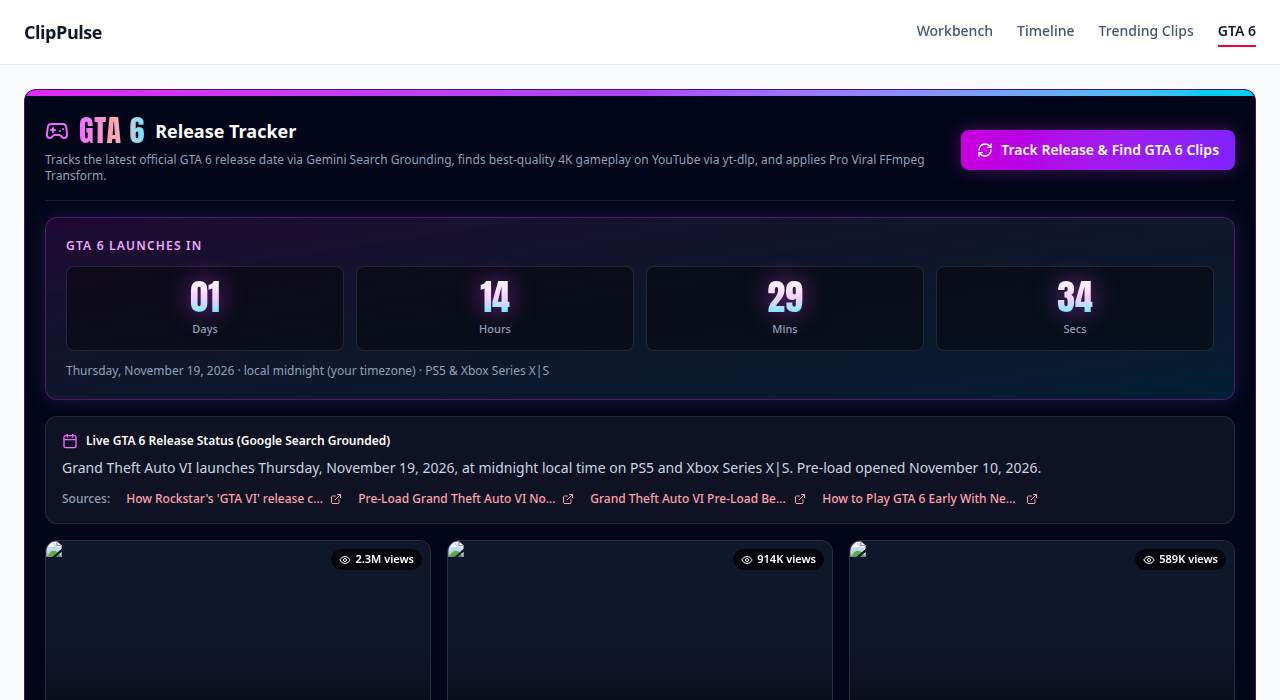 ClipPulse
Workbench
Timeline
Trending Clips
GTA 6
GTA 6 Release Tracker
Tracks the latest official GTA 6 release date via Gemini Search Grounding, finds best-quality 4K gameplay on YouTube via yt-dlp, and applies Pro Viral FFmpeg
Transform.
Track Release & Find GTA 6 Clips
GTA 6 LAUNCHES IN
01
Days
14
Hours
29
Mins
34
Secs
Thursday, November 19, 2026 · local midnight (your timezone) · PS5 & Xbox Series X|S
Live GTA 6 Release Status (Google Search Grounded)
Grand Theft Auto VI launches Thursday, November 19, 2026, at midnight local time on PS5 and Xbox Series X|S. Pre-load opened November 10, 2026.
Sources:
How Rockstar's 'GTA VI' release c...
Pre-Load Grand Theft Auto VI No...
Grand Theft Auto VI Pre-Load Be...
How to Play GTA 6 Early With Ne...
2.3M views
914K views
589K views